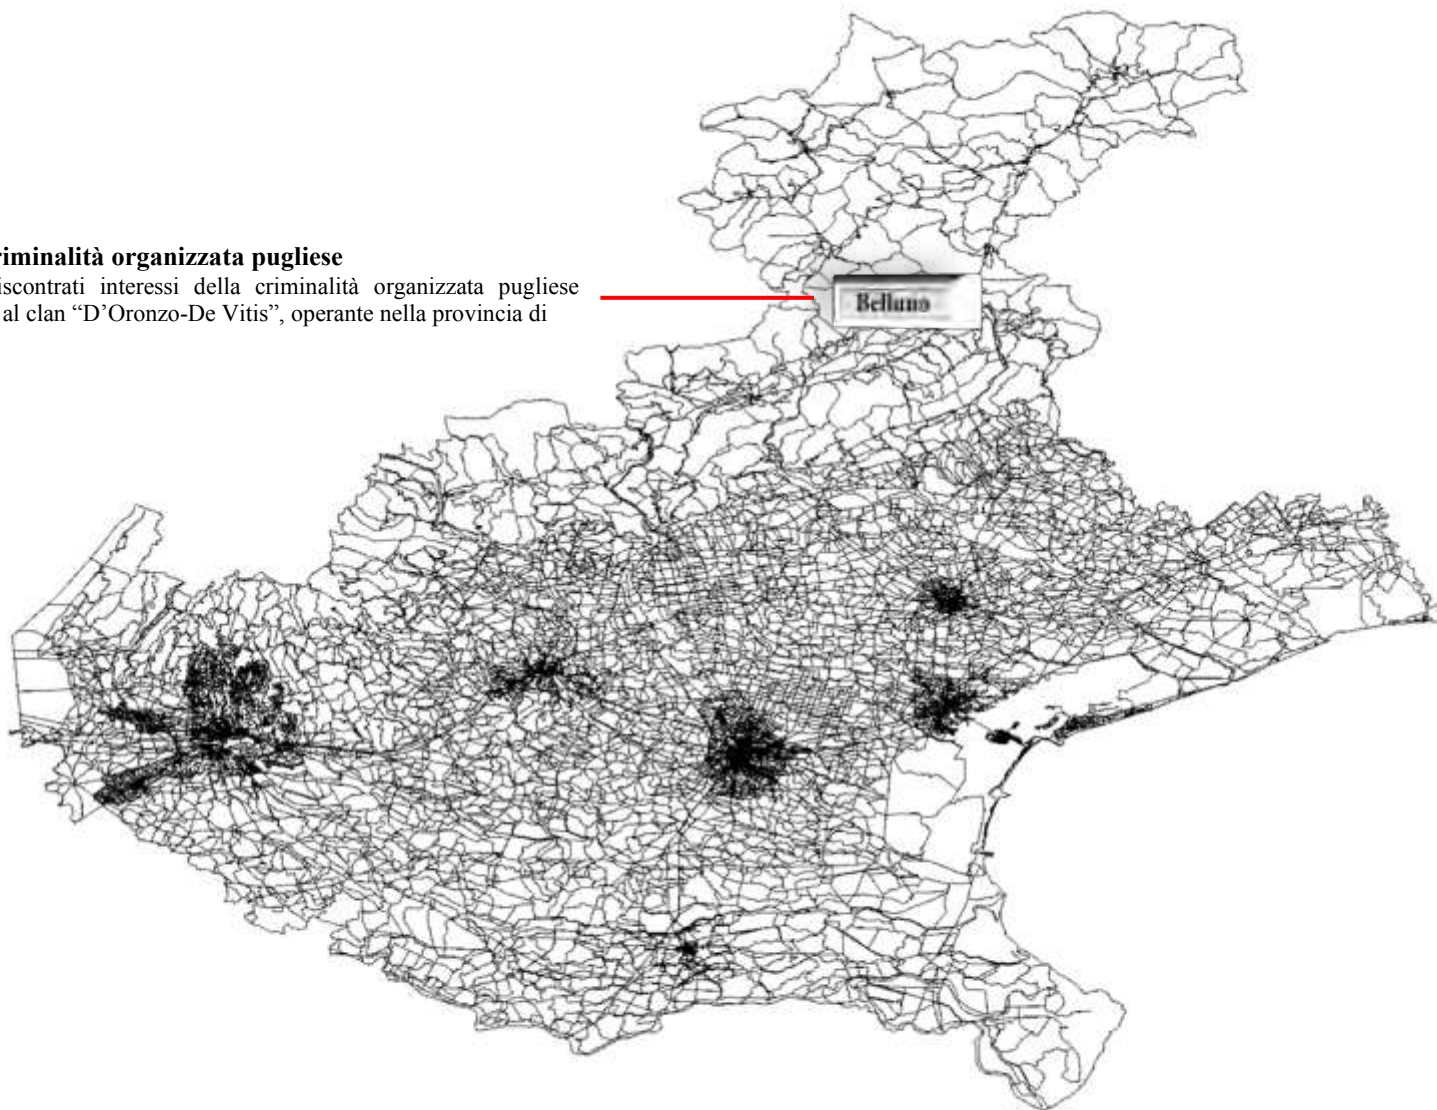 riminalità organizzata pugliese
iscontrati interessi della criminalità organizzata pugliese
al clan “D’Oronzo-De Vitis”, operante nella provincia di
Belluno